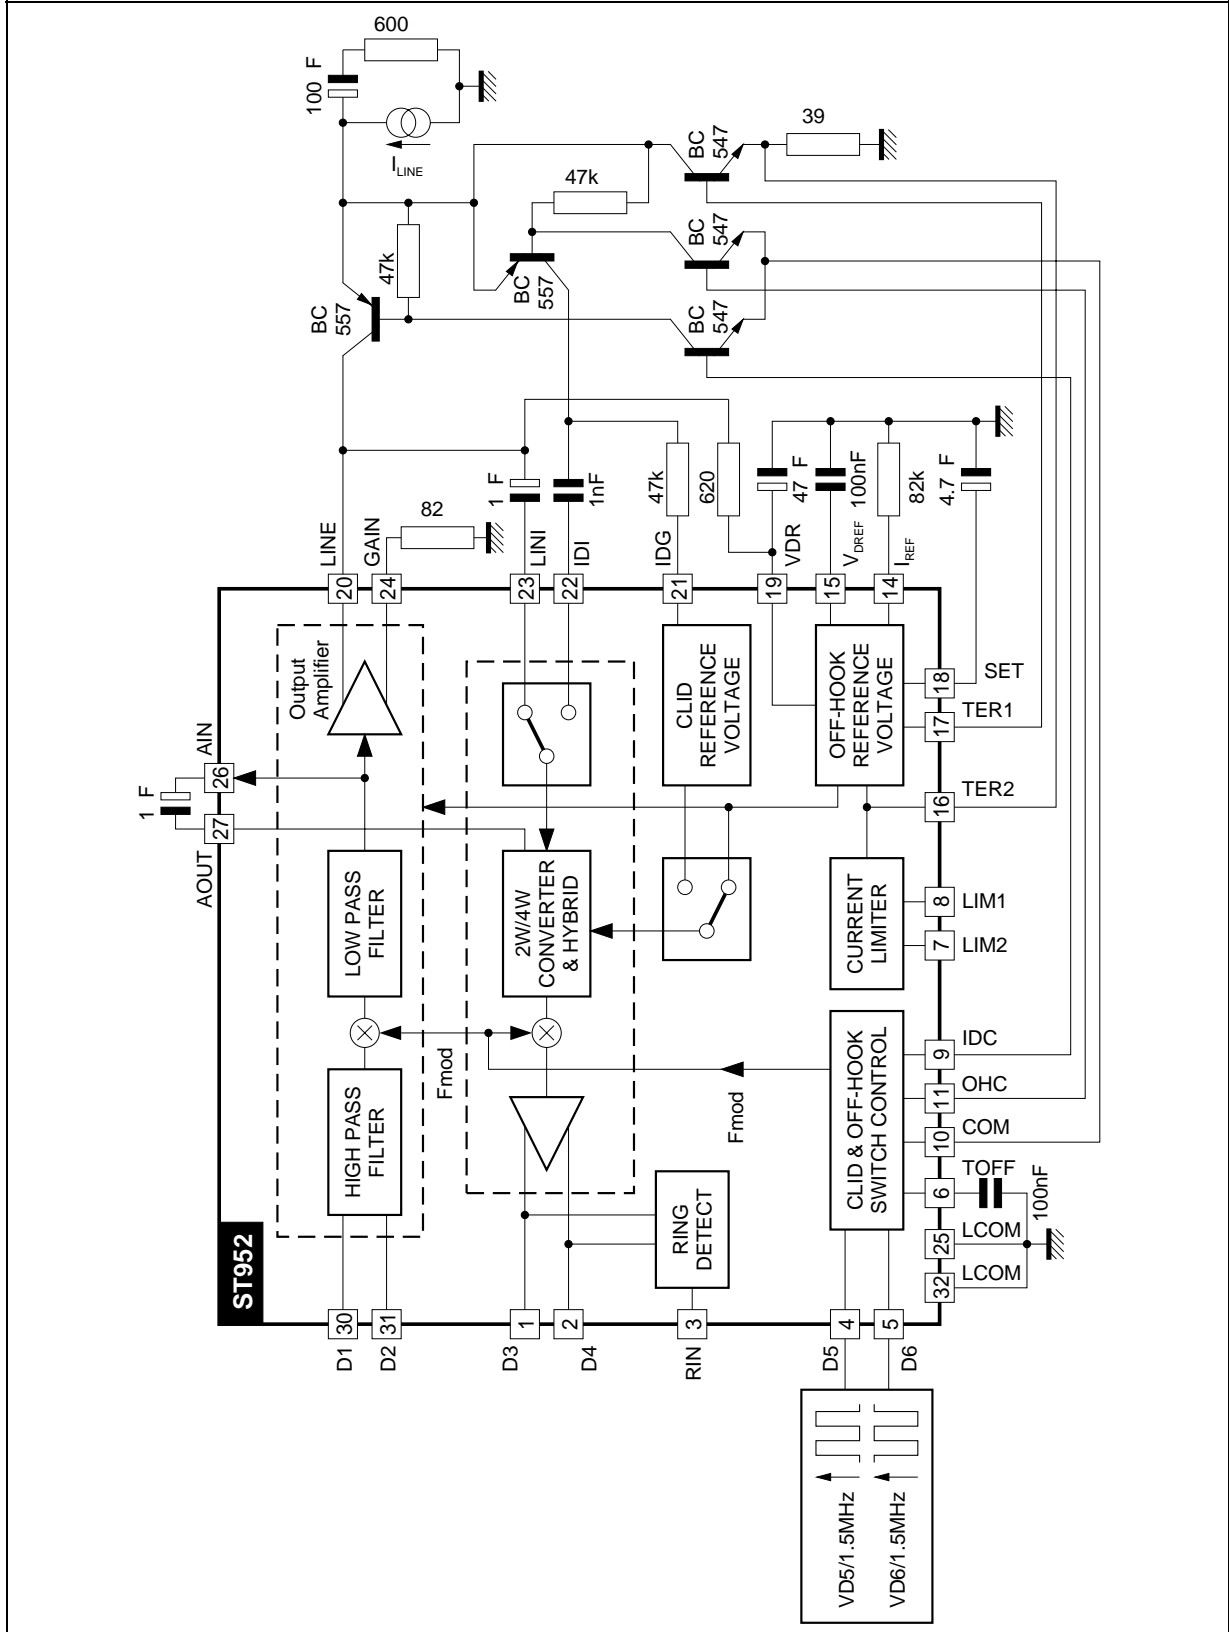 600
100 F
I LINE
BC
547
39
47k
BC
547
BC
557
47k
BC
557
BC
547
1 F
1nF
47k
620
47 F
100nF
82k
4.7 F
82
LINE
GAIN
LINI
IDI
IDG
VDR
V DREF
I REF
20
24
23
22
21
19
15
14
Output
Amplifier
AIN
26
1 F
27
AOUT
CLID
REFERENCE
VOLTAGE
OFF-HOOK
REFERENCE
VOLTAGE
18
SET
17
TER1
16
TER2
LOW PASS
FILTER
2W/4W
CONVERTER
& HYBRID
CURRENT
LIMITER
8
LIM1
7
LIM2
Fmod
Fmod
HIGH PASS
FILTER
CLID & OFF-HOOK
SWITCH CONTROL
9
IDC
11
OHC
10
COM
6
TOFF
100nF
25
LCOM
32
LCOM
RING
DETECT
ST952
30
31
1
2
3
4
5
D1
D2
D3
D4
RIN
D5
D6
VD5/1.5MHz
VD6/1.5MHz